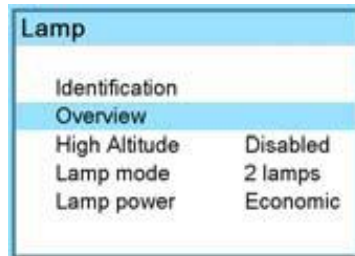 Lamp
Identification
Overview
High Altitude Disabled
Lamp mode 2 lamps
Lamp power Economic